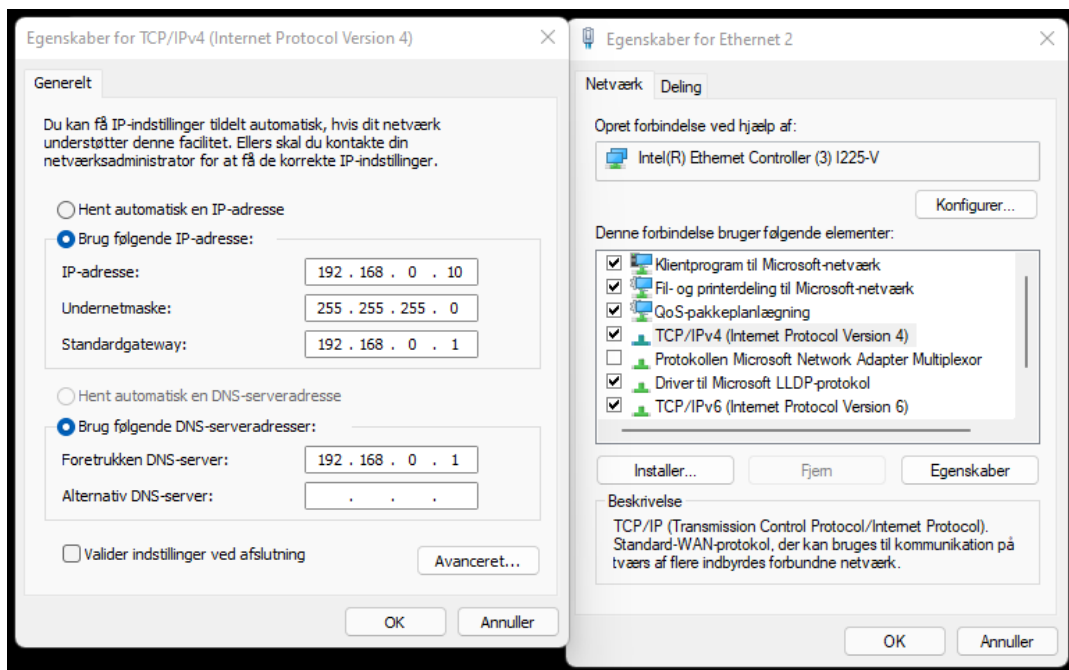 Egenskaber for TCP/IPv4 (Internet Protocol Version 4)
Generelt
Du kan få IP-indstillinger tildelt automatisk, hvis dit netværk
understøtter denne facilitet. Ellers skal du kontakte din
netværksadministrator for at få de korrekte IP-indstillinger.
Hent automatisk en IP-adresse
Brug følgende IP-adresse:
IP-adresse: 192 . 168 . 0 . 10
Undernetmaske: 255 . 255 . 255 . 0
Standardgateway: 192 . 168 . 0 . 1
Hent automatisk en DNS-serveradresse
Brug følgende DNS-serveradresser:
Foretrukken DNS-server: 192 . 168 . 0 . 1
Alternativ DNS-server: . . .
Valider indstillinger ved afslutning
Avanceret...
OK Annuller
Egenskaber for Ethernet 2
Netværk Deling
Opret forbindelse ved hjælp af:
Intel(R) Ethernet Controller (3) I225-V
Konfigurer...
Denne forbindelse bruger følgende elementer:
Klientprogram til Microsoft-netværk
Fil- og printerdeling til Microsoft-netværk
QoS-pakkeplanlægning
TCP/IPv4 (Internet Protocol Version 4)
Protokollen Microsoft Network Adapter Multiplexor
Driver til Microsoft LLDP-protokol
TCP/IPv6 (Internet Protocol Version 6)
Installer... Fjern Egenskaber
Beskrivelse
TCP/IP (Transmission Control Protocol/Internet Protocol).
Standard-WAN-protokol, der kan bruges til kommunikation på
tværs af flere indbyrdes forbundne netværk.
OK Annuller